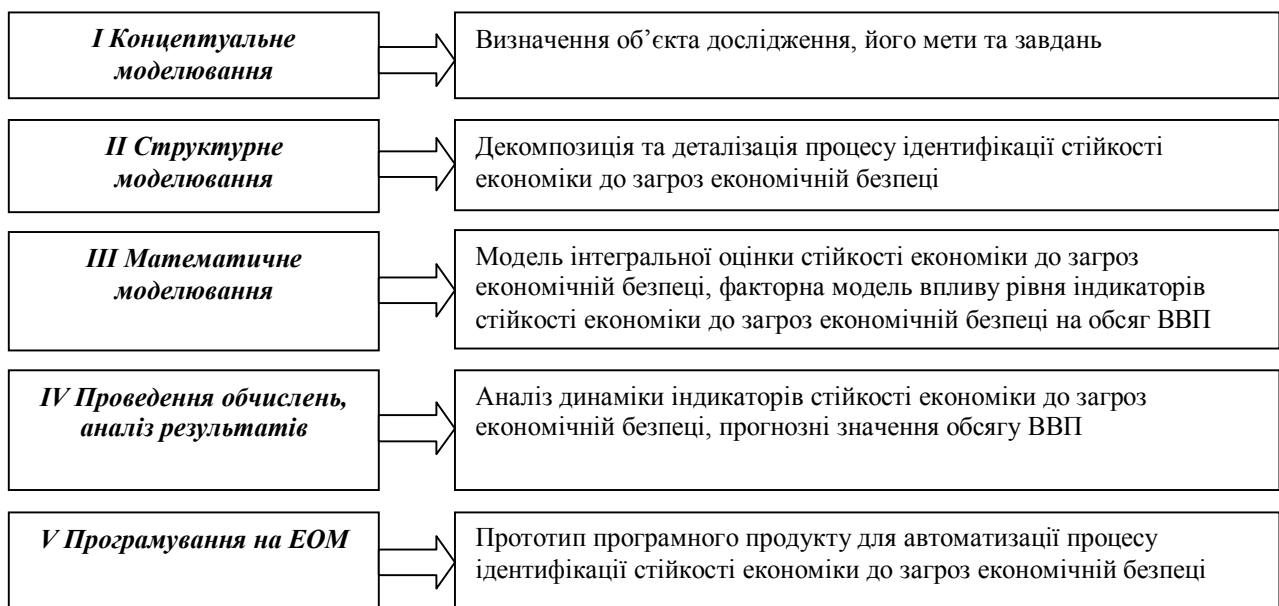 I Концептуальне
моделювання
Визначення об’єкта дослідження, його мети та завдань
II Структурне
моделювання
Декомпозиція та деталізація процесу ідентифікації стійкості
економіки до загроз економічній безпеці
III Математичне
моделювання
Модель інтегральної оцінки стійкості економіки до загроз
економічній безпеці, факторна модель впливу рівня індикаторів
стійкості економіки до загроз економічній безпеці на обсяг ВВП
IV Проведення обчислень,
аналіз результатів
Аналіз динаміки індикаторів стійкості економіки до загроз
економічній безпеці, прогнозні значення обсягу ВВП
V Програмування на ЕОМ
Прототип програмного продукту для автоматизації процесу
ідентифікації стійкості економіки до загроз економічній безпеці